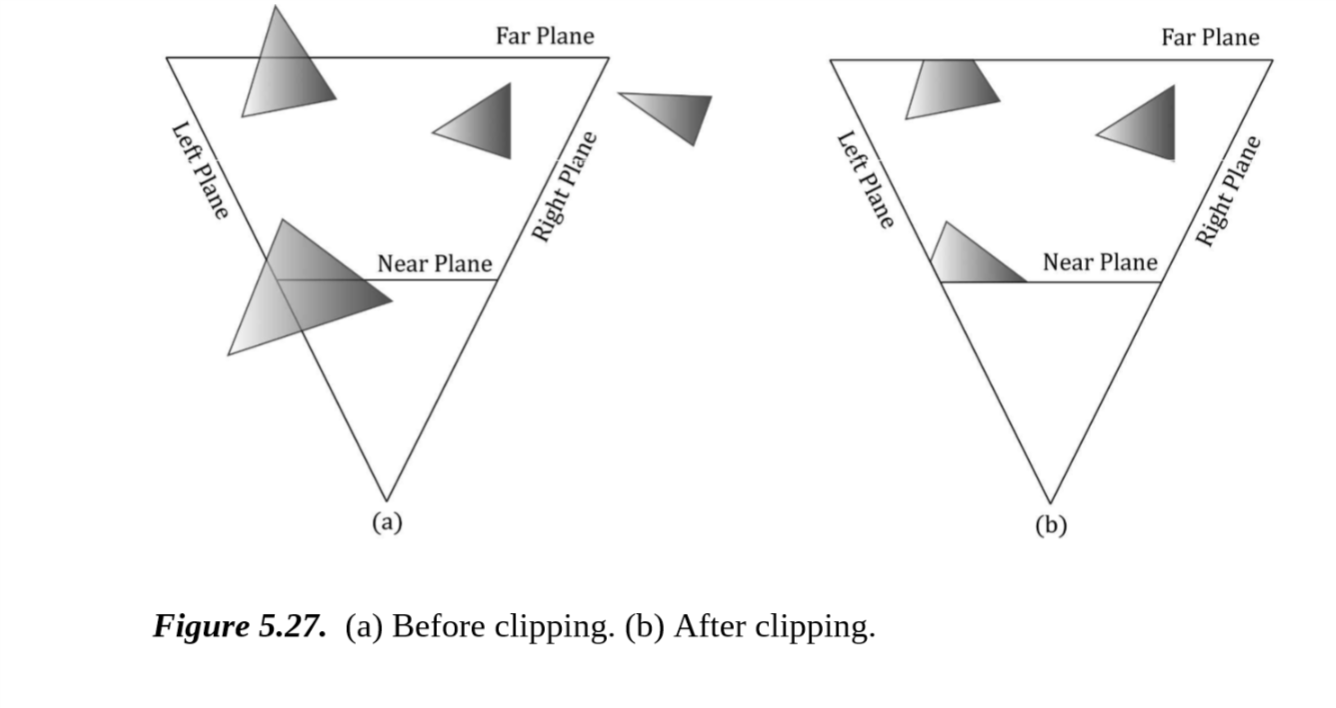 Far Plane
Left Plane
Right Plane
Near Plane
(a)
Far Plane
Left Plane
Right Plane
Near Plane
(b)
Figure 5.27. (a) Before clipping. (b) After clipping.